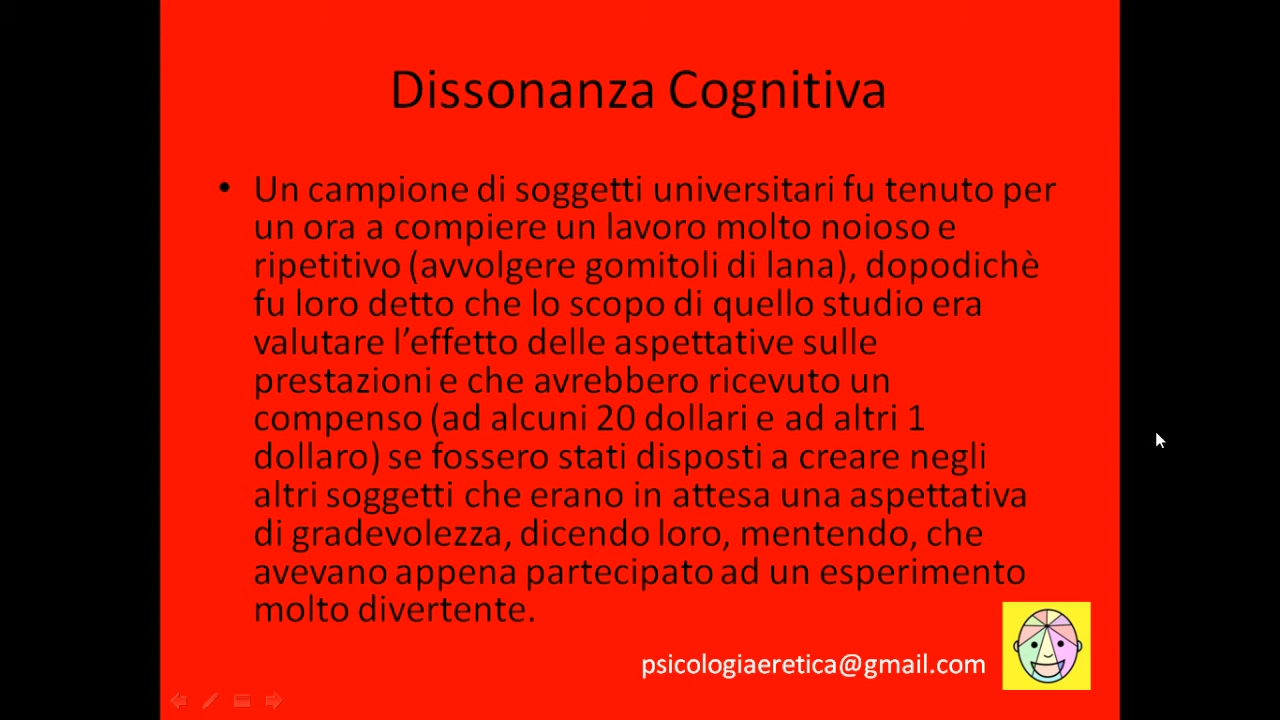 Dissonanza Cognitiva
• Un campione di soggetti universitari fu tenuto per
un ora a compiere un lavoro molto noioso e
ripetitivo (avvolgere gomitoli di lana), dopodichè
fu loro detto che lo scopo di quello studio era
valutare l’effetto delle aspettative sulle
prestazioni e che avrebbero ricevuto un
compenso (ad alcuni 20 dollari e ad altri 1
dollaro) se fossero stati disposti a creare negli
altri soggetti che erano in attesa una aspettativa
di gradevolezza, dicendo loro, mentendo, che
avevano appena partecipato ad un esperimento
molto divertente.
psicologiaeretica@gmail.com